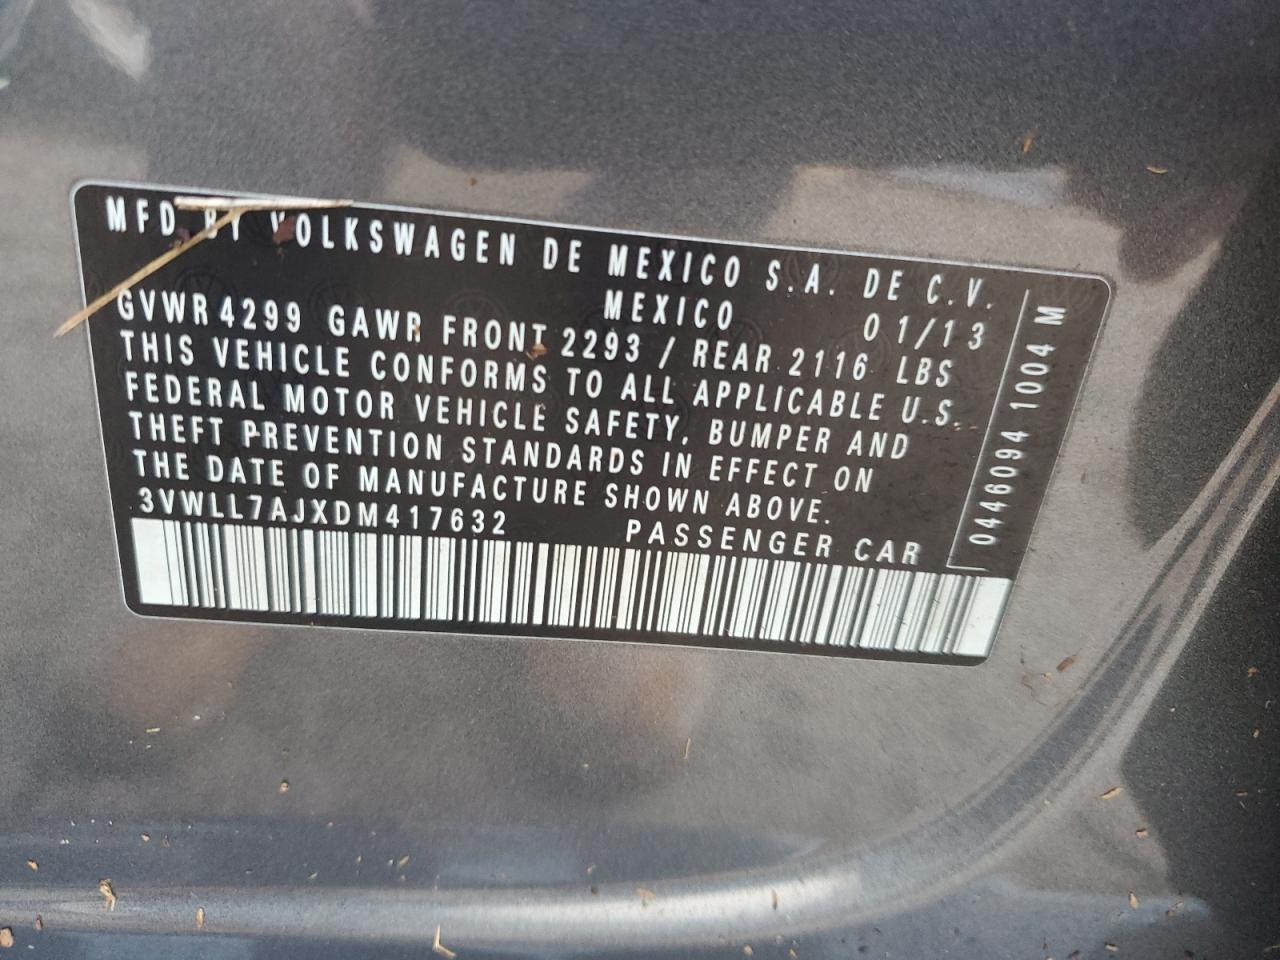 MFD BY VOLKSWAGEN DE MEXICO S.A. DE C.V.
MEXICO 01/13
GVWR 4299 GAWR FRONT 2293 / REAR 2116 LBS
THIS VEHICLE CONFORMS TO ALL APPLICABLE U.S.
FEDERAL MOTOR VEHICLE SAFETY, BUMPER AND
THEFT PREVENTION STANDARDS IN EFFECT ON
THE DATE OF MANUFACTURE SHOWN ABOVE.
3VWLL7AJXDM417632 PASSENGER CAR
0446094 1004 M